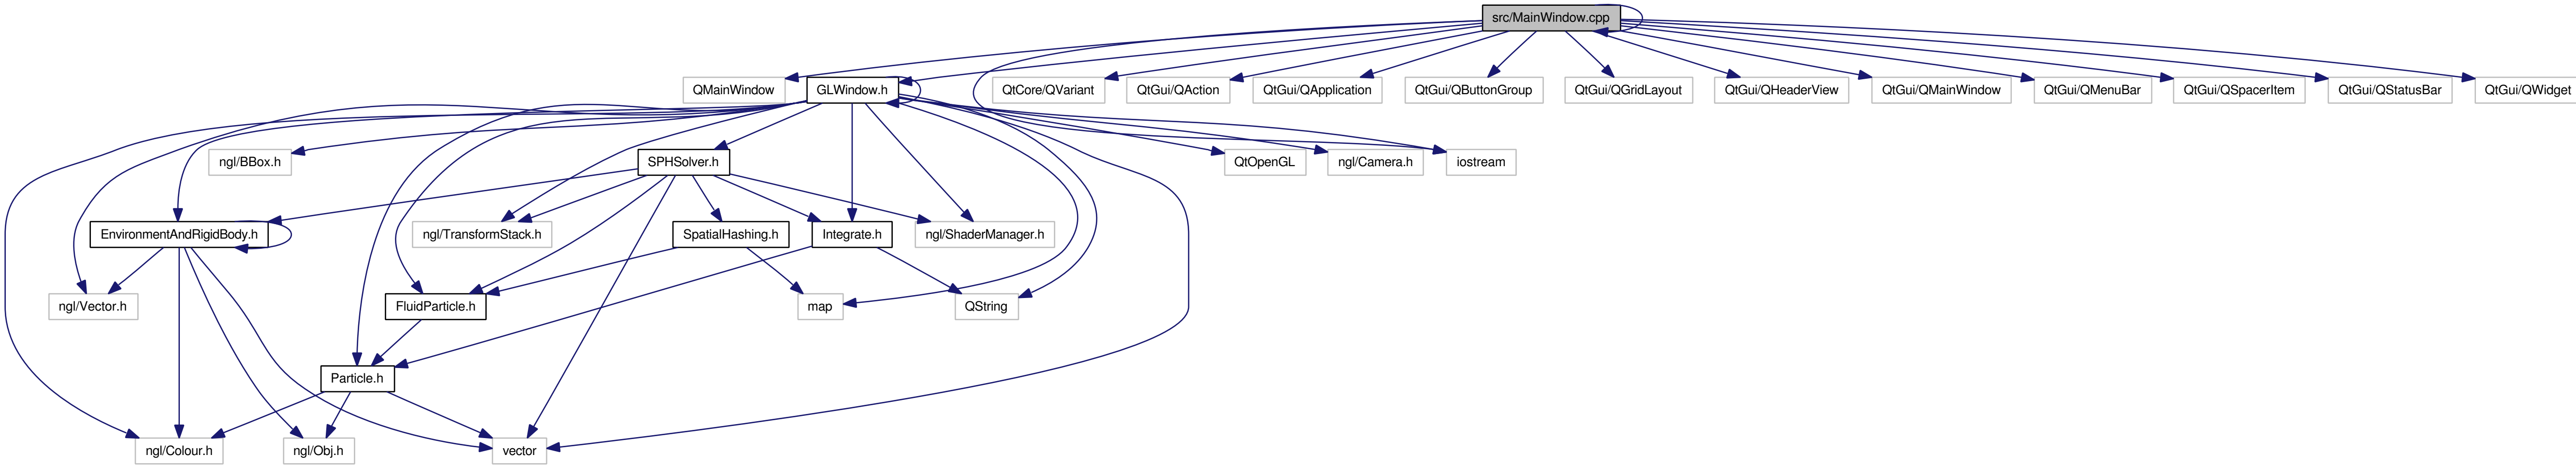 src/MainWindow.cpp
QMainWindow
GLWindow.h
QtCore/QVariant
QtGui/QAction
QtGui/QApplication
QtGui/QButtonGroup
QtGui/QGridLayout
QtGui/QHeaderView
QtGui/QMainWindow
QtGui/QMenuBar
QtGui/QSpacerItem
QtGui/QStatusBar
QtGui/QWidget
ngl/BBox.h
SPHSolver.h
QtOpenGL
ngl/Camera.h
iostream
EnvironmentAndRigidBody.h
ngl/TransformStack.h
SpatialHashing.h
Integrate.h
ngl/ShaderManager.h
ngl/Vector.h
FluidParticle.h
map
QString
Particle.h
ngl/Colour.h
ngl/Obj.h
vector